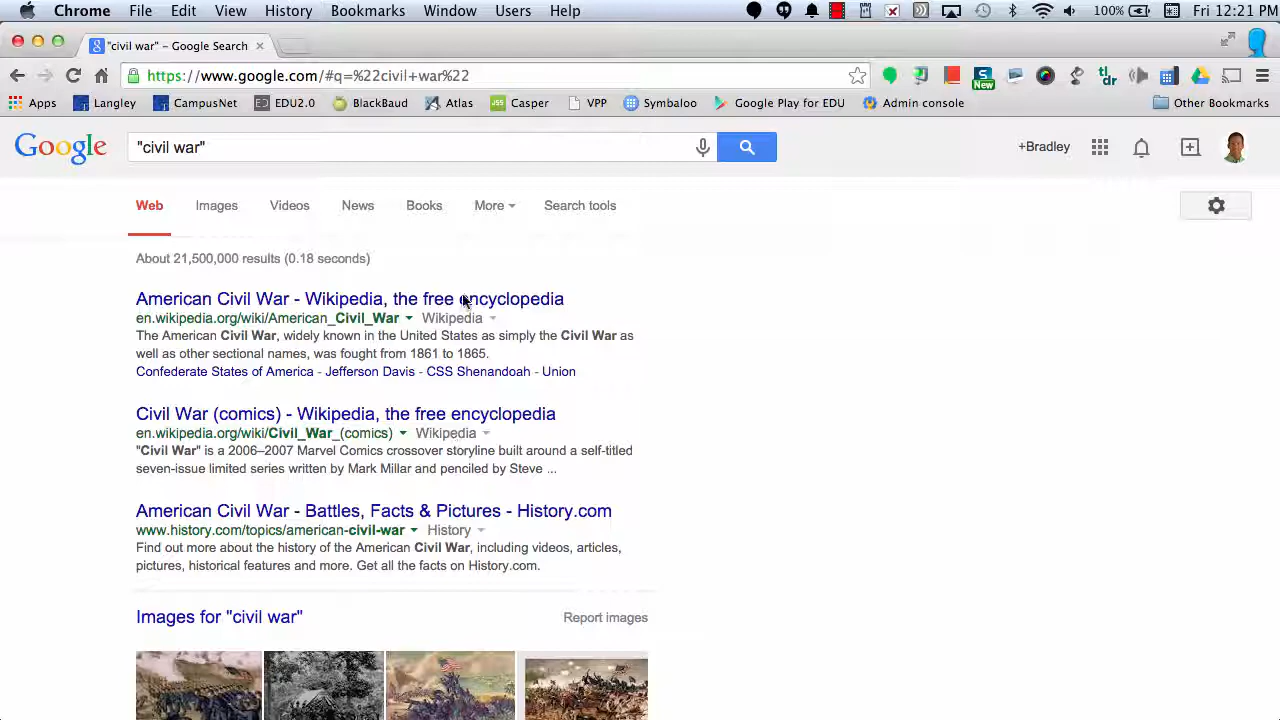 Chrome File Edit View History Bookmarks Window Users Help 100% Fri 12:21 PM
"civil war" – Google Search
https://www.google.com/#q=%22civil+war%22 New tl;dr
Apps Langley CampusNet EDU2.0 BlackBaud Atlas Casper VPP Symbaloo Google Play for EDU Admin console Other Bookmarks
Google "civil war" +Bradley
Web Images Videos News Books More Search tools
About 21,500,000 results (0.18 seconds)
American Civil War - Wikipedia, the free encyclopedia
en.wikipedia.org/wiki/American_Civil_War Wikipedia
The American Civil War, widely known in the United States as simply the Civil War as
well as other sectional names, was fought from 1861 to 1865.
Confederate States of America - Jefferson Davis - CSS Shenandoah - Union
Civil War (comics) - Wikipedia, the free encyclopedia
en.wikipedia.org/wiki/Civil_War_(comics) Wikipedia
"Civil War" is a 2006–2007 Marvel Comics crossover storyline built around a self-titled
seven-issue limited series written by Mark Millar and penciled by Steve ...
American Civil War - Battles, Facts & Pictures - History.com
www.history.com/topics/american-civil-war History
Find out more about the history of the American Civil War, including videos, articles,
pictures, historical features and more. Get all the facts on History.com.
Images for "civil war" Report images